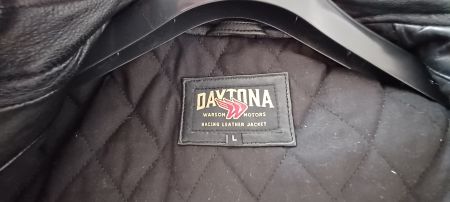 DAYTONA
WARSON MOTORS
RACING LEATHER JACKET
L